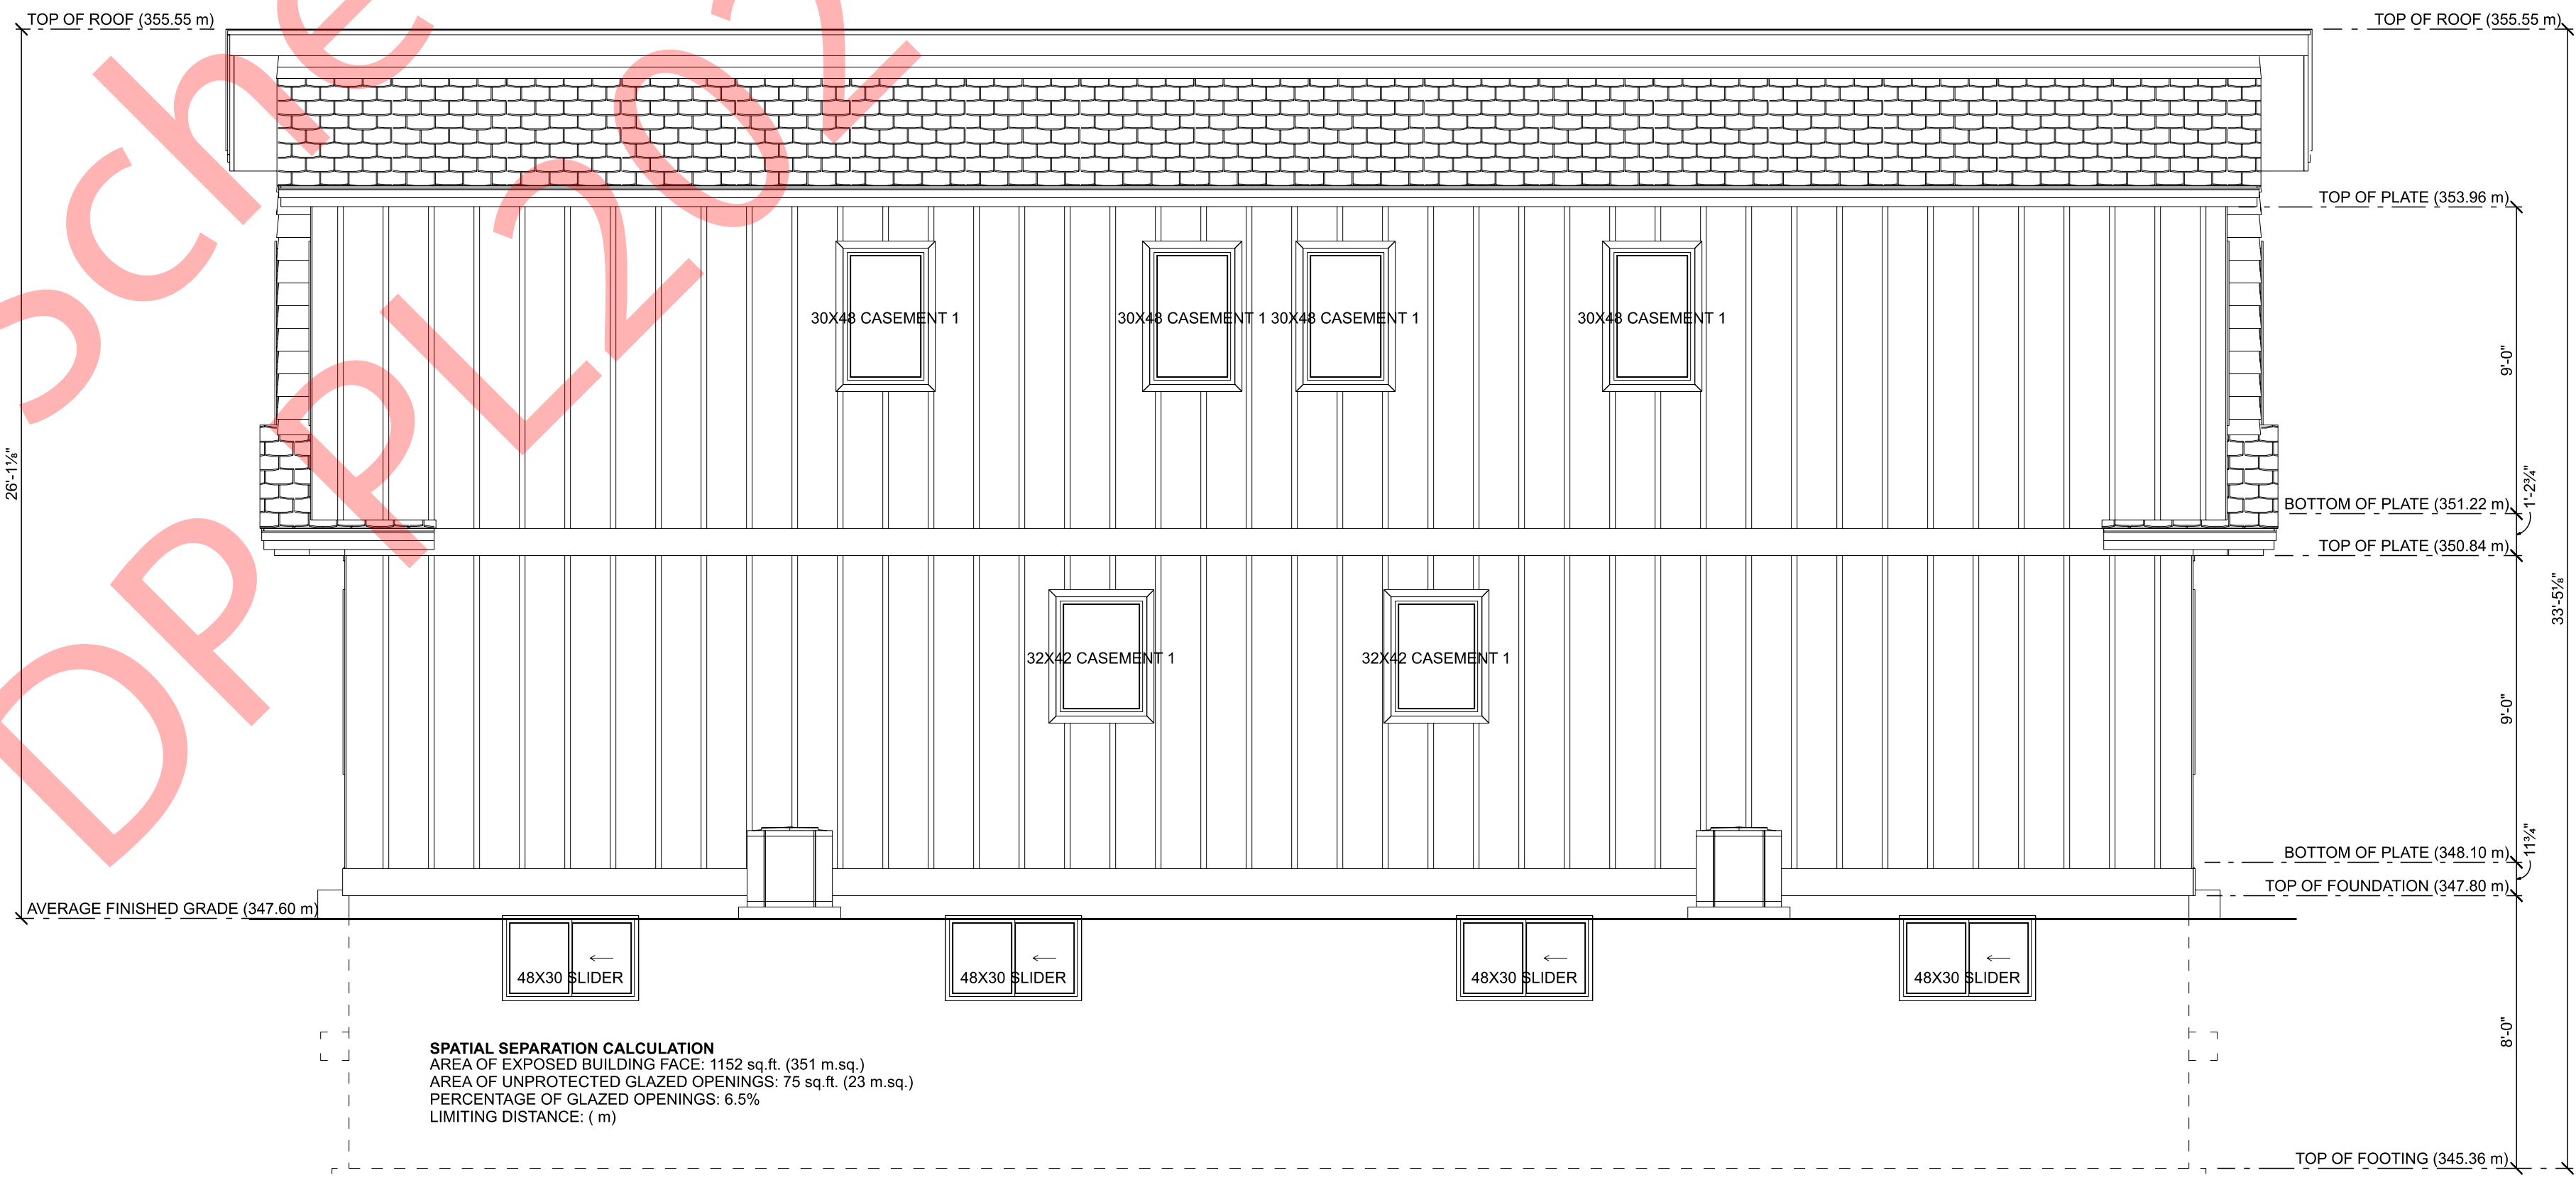 TOP OF ROOF (355.55 m)
TOP OF ROOF (355.55 m)
Sche
DP PL202
TOP OF PLATE (353.96 m)
30X48 CASEMENT 1
30X48 CASEMENT 1
30X48 CASEMENT 1
30X48 CASEMENT 1
9'-0"
26'-1⅛"
1'-2¾"
BOTTOM OF PLATE (351.22 m)
TOP OF PLATE (350.84 m)
33'-5⅛"
32X42 CASEMENT 1
32X42 CASEMENT 1
9'-0"
11¾"
BOTTOM OF PLATE (348.10 m)
TOP OF FOUNDATION (347.80 m)
AVERAGE FINISHED GRADE (347.60 m)
48X30 SLIDER
48X30 SLIDER
48X30 SLIDER
48X30 SLIDER
8'-0"
SPATIAL SEPARATION CALCULATION
AREA OF EXPOSED BUILDING FACE: 1152 sq.ft. (351 m.sq.)
AREA OF UNPROTECTED GLAZED OPENINGS: 75 sq.ft. (23 m.sq.)
PERCENTAGE OF GLAZED OPENINGS: 6.5%
LIMITING DISTANCE: ( m)
TOP OF FOOTING (345.36 m)